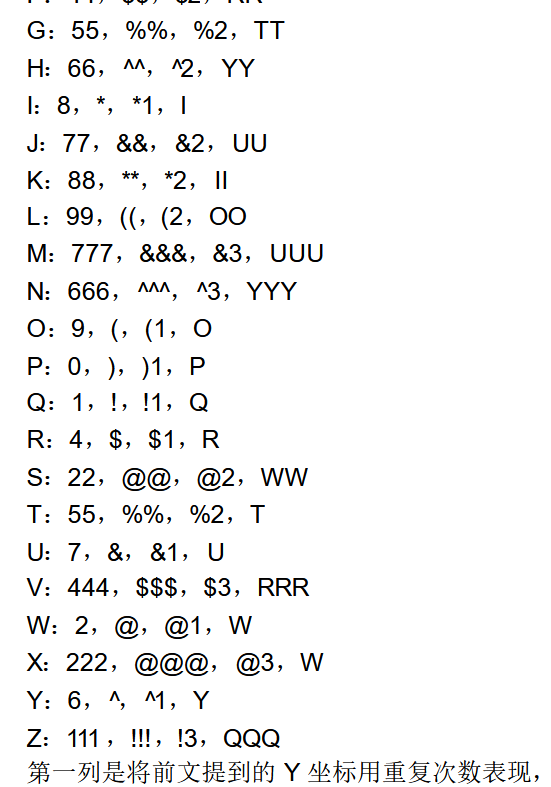 G：55，%%，%2，TT
H：66，^^，^2，YY
I：8，*，*1，I
J：77，&&，&2，UU
K：88，**，*2，II
L：99，((，(2，OO
M：777，&&&，&3，UUU
N：666，^^^，^3，YYY
O：9，(，(1，O
P：0，)，)1，P
Q：1，!，!1，Q
R：4，$，$1，R
S：22，@@，@2，WW
T：55，%%，%2，T
U：7，&，&1，U
V：444，$$$，$3，RRR
W：2，@，@1，W
X：222，@@@，@3，W
Y：6，^，^1，Y
Z：111，!!!，!3，QQQ
第一列是将前文提到的 Y 坐标用重复次数表现，